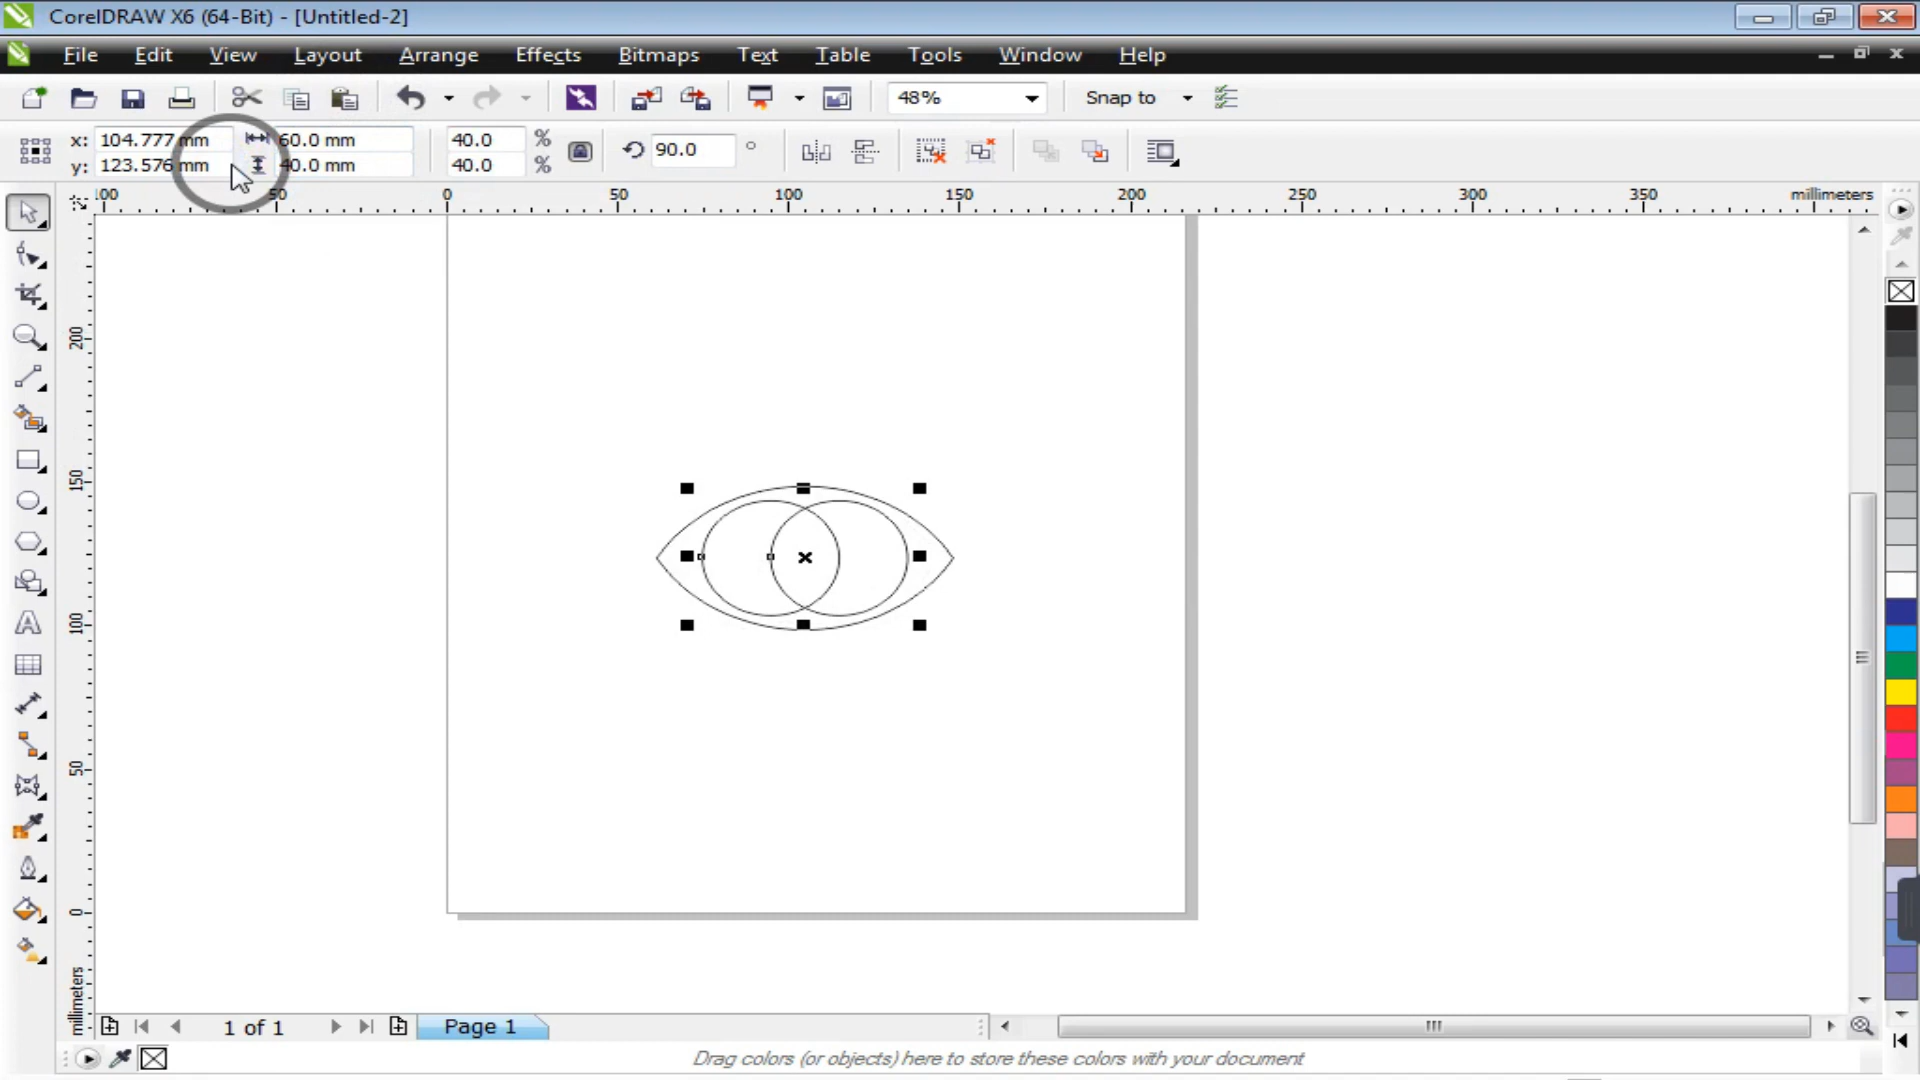 CorelDRAW X6 (64-Bit) - [Untitled-2]
File Edit View Layout Arrange Effects Bitmaps Text Table Tools Window Help
48% Snap to
x: 104.777 mm 60.0 mm 40.0 % 90.0 °
y: 123.576 mm 40.0 mm 40.0 %
100 50 0 50 100 150 200 250 300 350 millimeters
200
150
100
50
0
millimeters
1 of 1 Page 1
Drag colors (or objects) here to store these colors with your document